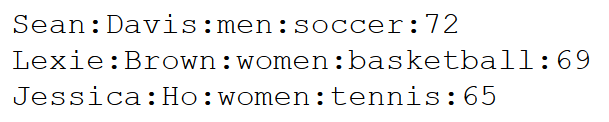 Sean:Davis:men:soccer:72
Lexie:Brown:women:basketball:69
Jessica:Ho:women:tennis:65